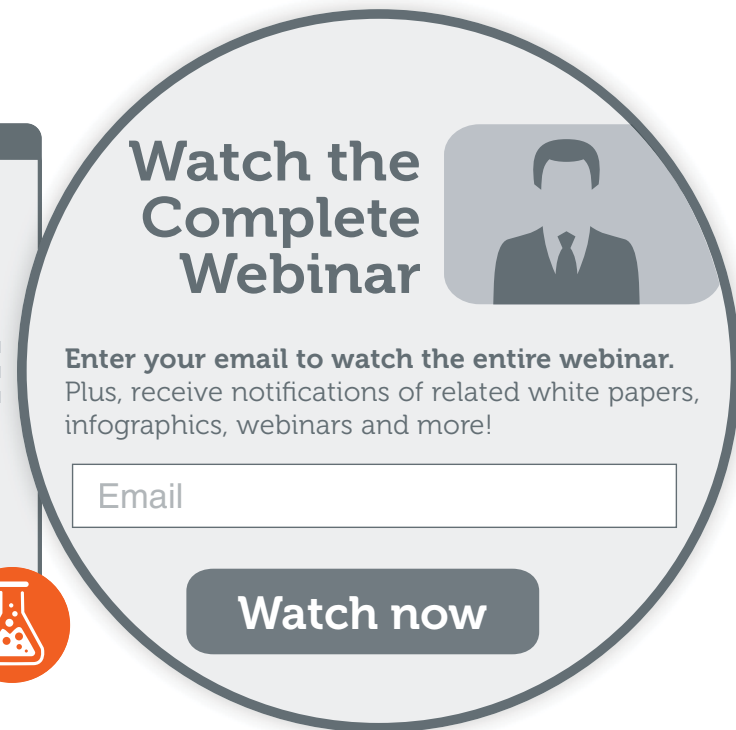 Watch the
Complete
Webinar
Enter your email to watch the entire webinar.
Plus, receive notifications of related white papers,
infographics, webinars and more!
Email
Watch now